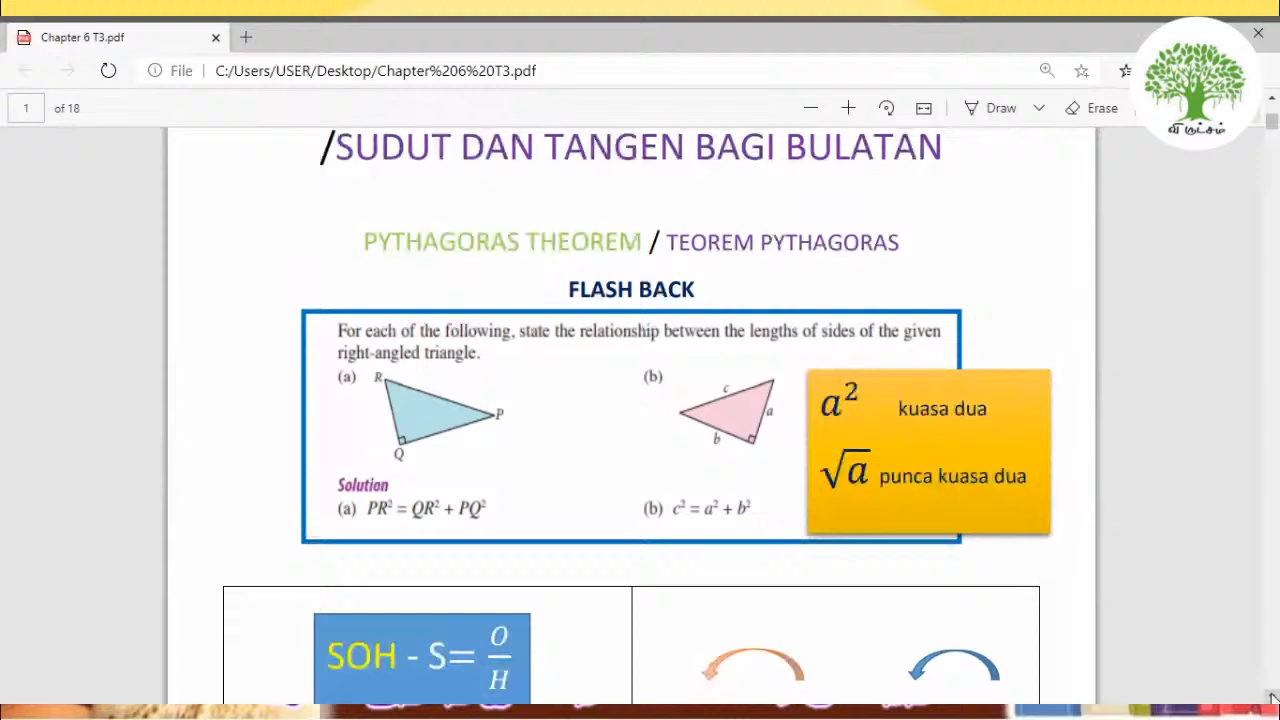 Chapter 6 T3.pdf
File C:/Users/USER/Desktop/Chapter%206%20T3.pdf
1 of 18 Draw Erase
விருட்சம்
/SUDUT DAN TANGEN BAGI BULATAN
PYTHAGORAS THEOREM / TEOREM PYTHAGORAS
FLASH BACK
For each of the following, state the relationship between the lengths of sides of the given
right-angled triangle.
(a) R P Q
(b) c a b
a² kuasa dua
√a punca kuasa dua
Solution
(a) PR² = QR² + PQ²
(b) c² = a² + b²
SOH - S= O/H